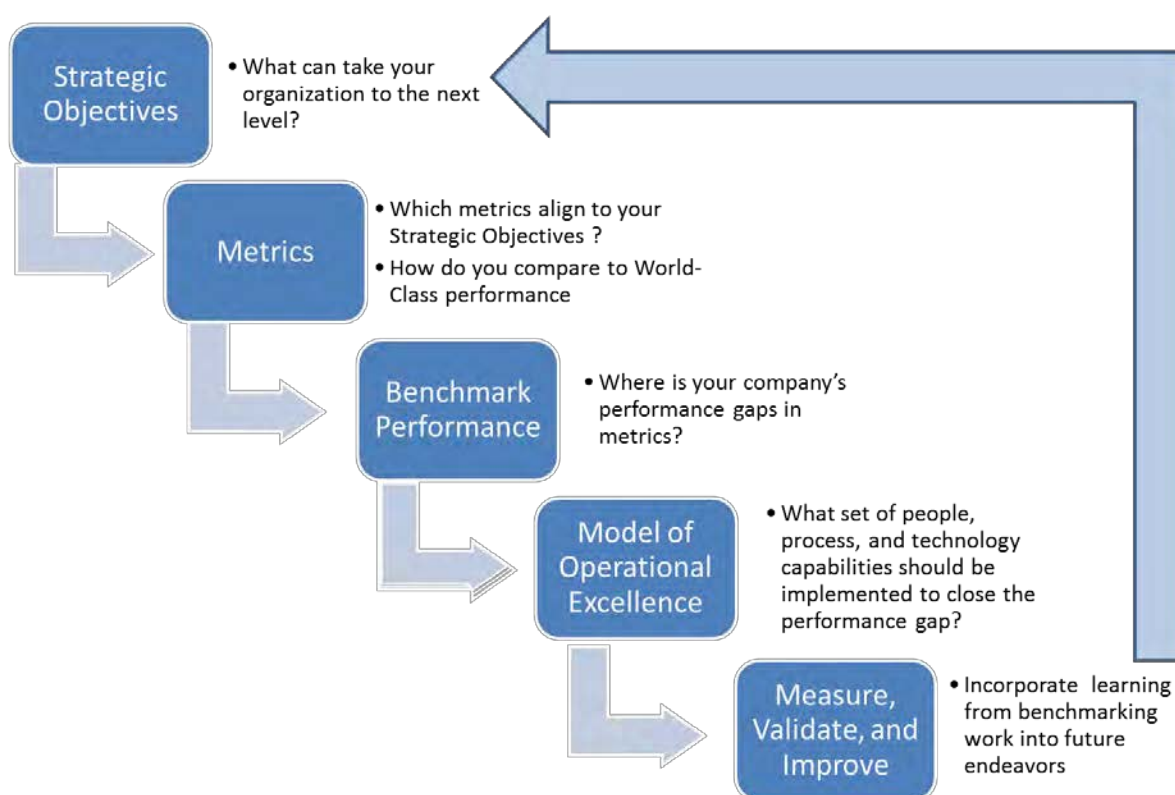 Strategic
Objectives
• What can take your
organization to the next
level?
Metrics
• Which metrics align to your
Strategic Objectives ?
• How do you compare to World-
Class performance
Benchmark
Performance
• Where is your company's
performance gaps in
metrics?
Model of
Operational
Excellence
• What set of people,
process, and technology
capabilities should be
implemented to close the
performance gap?
Measure,
Validate, and
Improve
• Incorporate learning
from benchmarking
work into future
endeavors